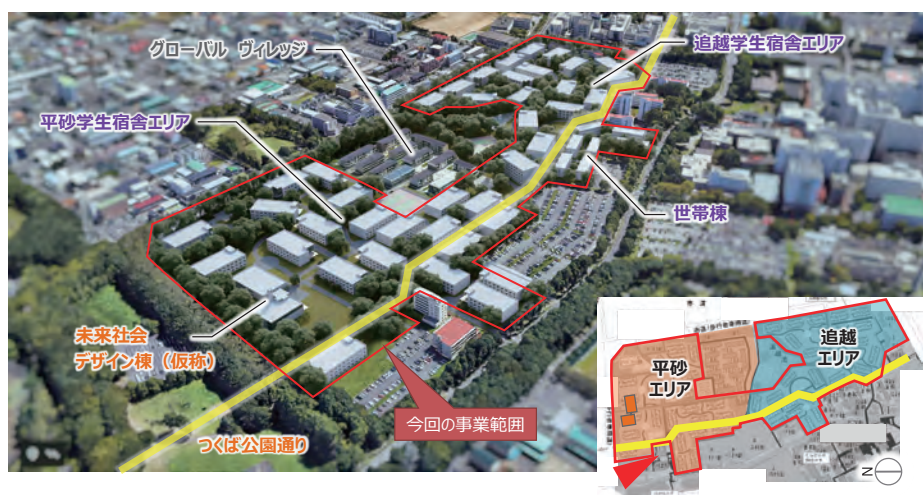 グローバル ヴィレッジ
追越学生宿舎エリア
平砂学生宿舎エリア
世帯棟
未来社会
デザイン棟（仮称）
今回の事業範囲
つくば公園通り
平砂
エリア
追越
エリア
N